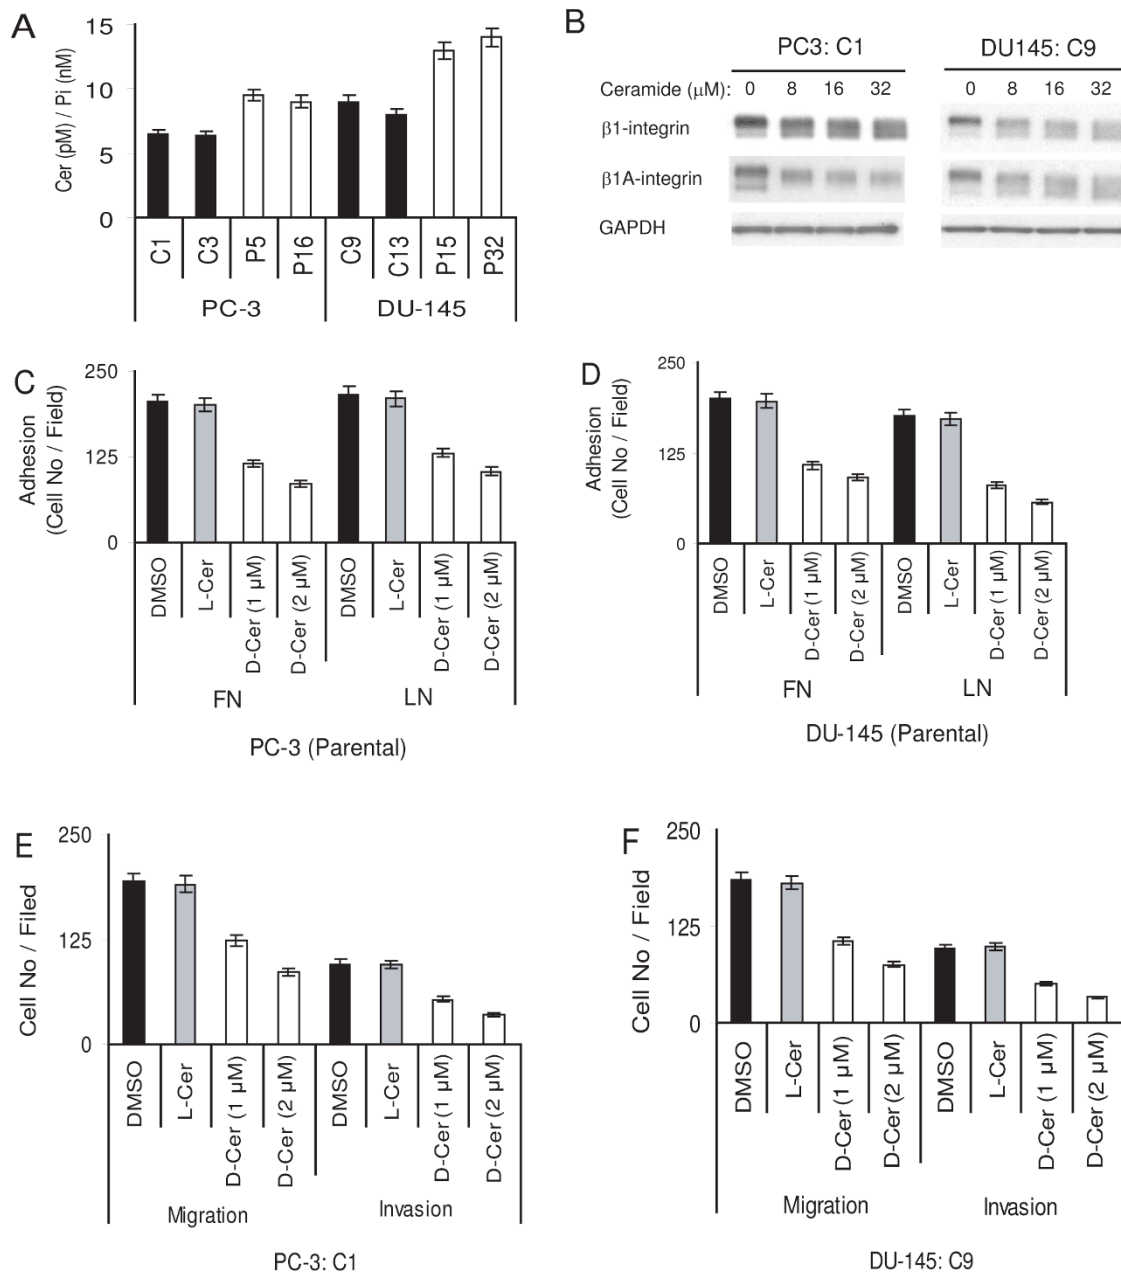 A
Cer (pM) / Pi (nM)
15
10
5
0
C1 C3 P5 P16 C9 C13 P15 P32
PC-3 DU-145
B
PC3: C1 DU145: C9
Ceramide (µM): 0 8 16 32 0 8 16 32
β1-integrin
β1A-integrin
GAPDH
C
Adhesion
(Cell No / Field)
250
125
0
DMSO L-Cer D-Cer (1 µM) D-Cer (2 µM) DMSO L-Cer D-Cer (1 µM) D-Cer (2 µM)
FN LN
PC-3 (Parental)
D
Adhesion
(Cell No / Field)
250
125
0
DMSO L-Cer D-Cer (1 µM) D-Cer (2 µM) DMSO L-Cer D-Cer (1 µM) D-Cer (2 µM)
FN LN
DU-145 (Parental)
E
Cell No / Filed
250
125
0
DMSO L-Cer D-Cer (1 µM) D-Cer (2 µM) DMSO L-Cer D-Cer (1 µM) D-Cer (2 µM)
Migration Invasion
PC-3: C1
F
Cell No / Field
250
125
0
DMSO L-Cer D-Cer (1 µM) D-Cer (2 µM) DMSO L-Cer D-Cer (1 µM) D-Cer (2 µM)
Migration Invasion
DU-145: C9